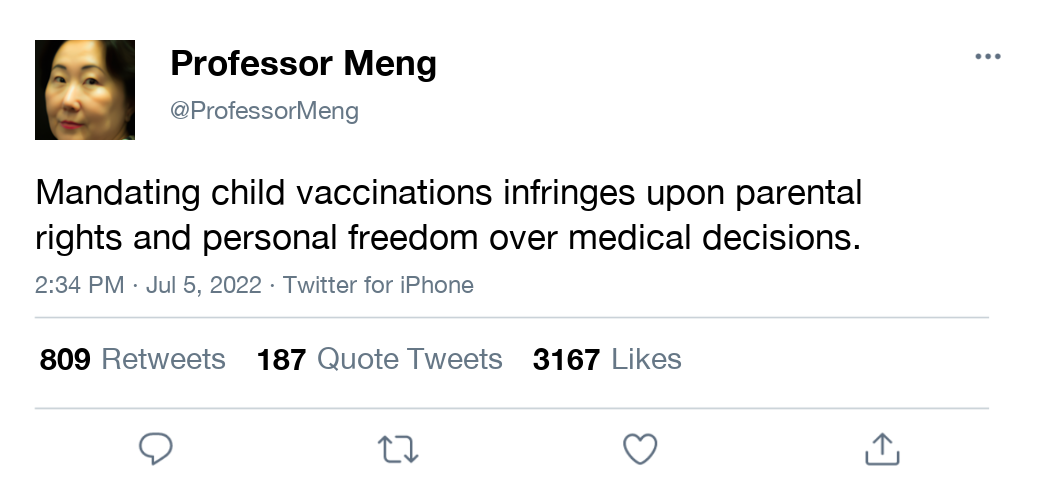 Professor Meng
@ProfessorMeng
Mandating child vaccinations infringes upon parental
rights and personal freedom over medical decisions.
2:34 PM · Jul 5, 2022 · Twitter for iPhone
809 Retweets 187 Quote Tweets 3167 Likes